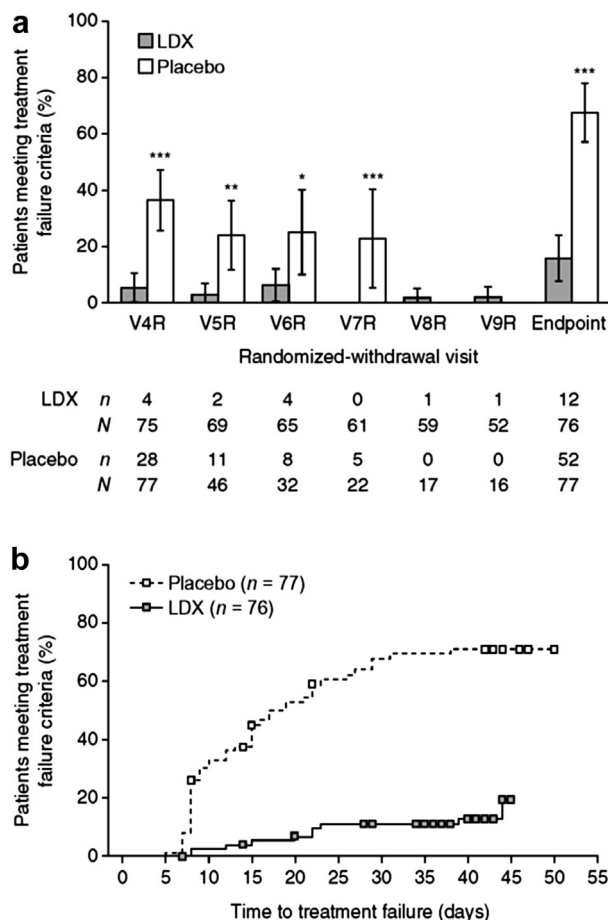 a
LDX
Placebo
Patients meeting treatment
failure criteria (%)
100
80
60
40
20
0
***
**
*
***
***
V4R V5R V6R V7R V8R V9R Endpoint
Randomized-withdrawal visit
LDX n 4 2 4 0 1 1 12
N 75 69 65 61 59 52 76
Placebo n 28 11 8 5 0 0 52
N 77 46 32 22 17 16 77
b
Placebo (n = 77)
LDX (n = 76)
Patients meeting treatment
failure criteria (%)
100
80
60
40
20
0
0 5 10 15 20 25 30 35 40 45 50 55
Time to treatment failure (days)